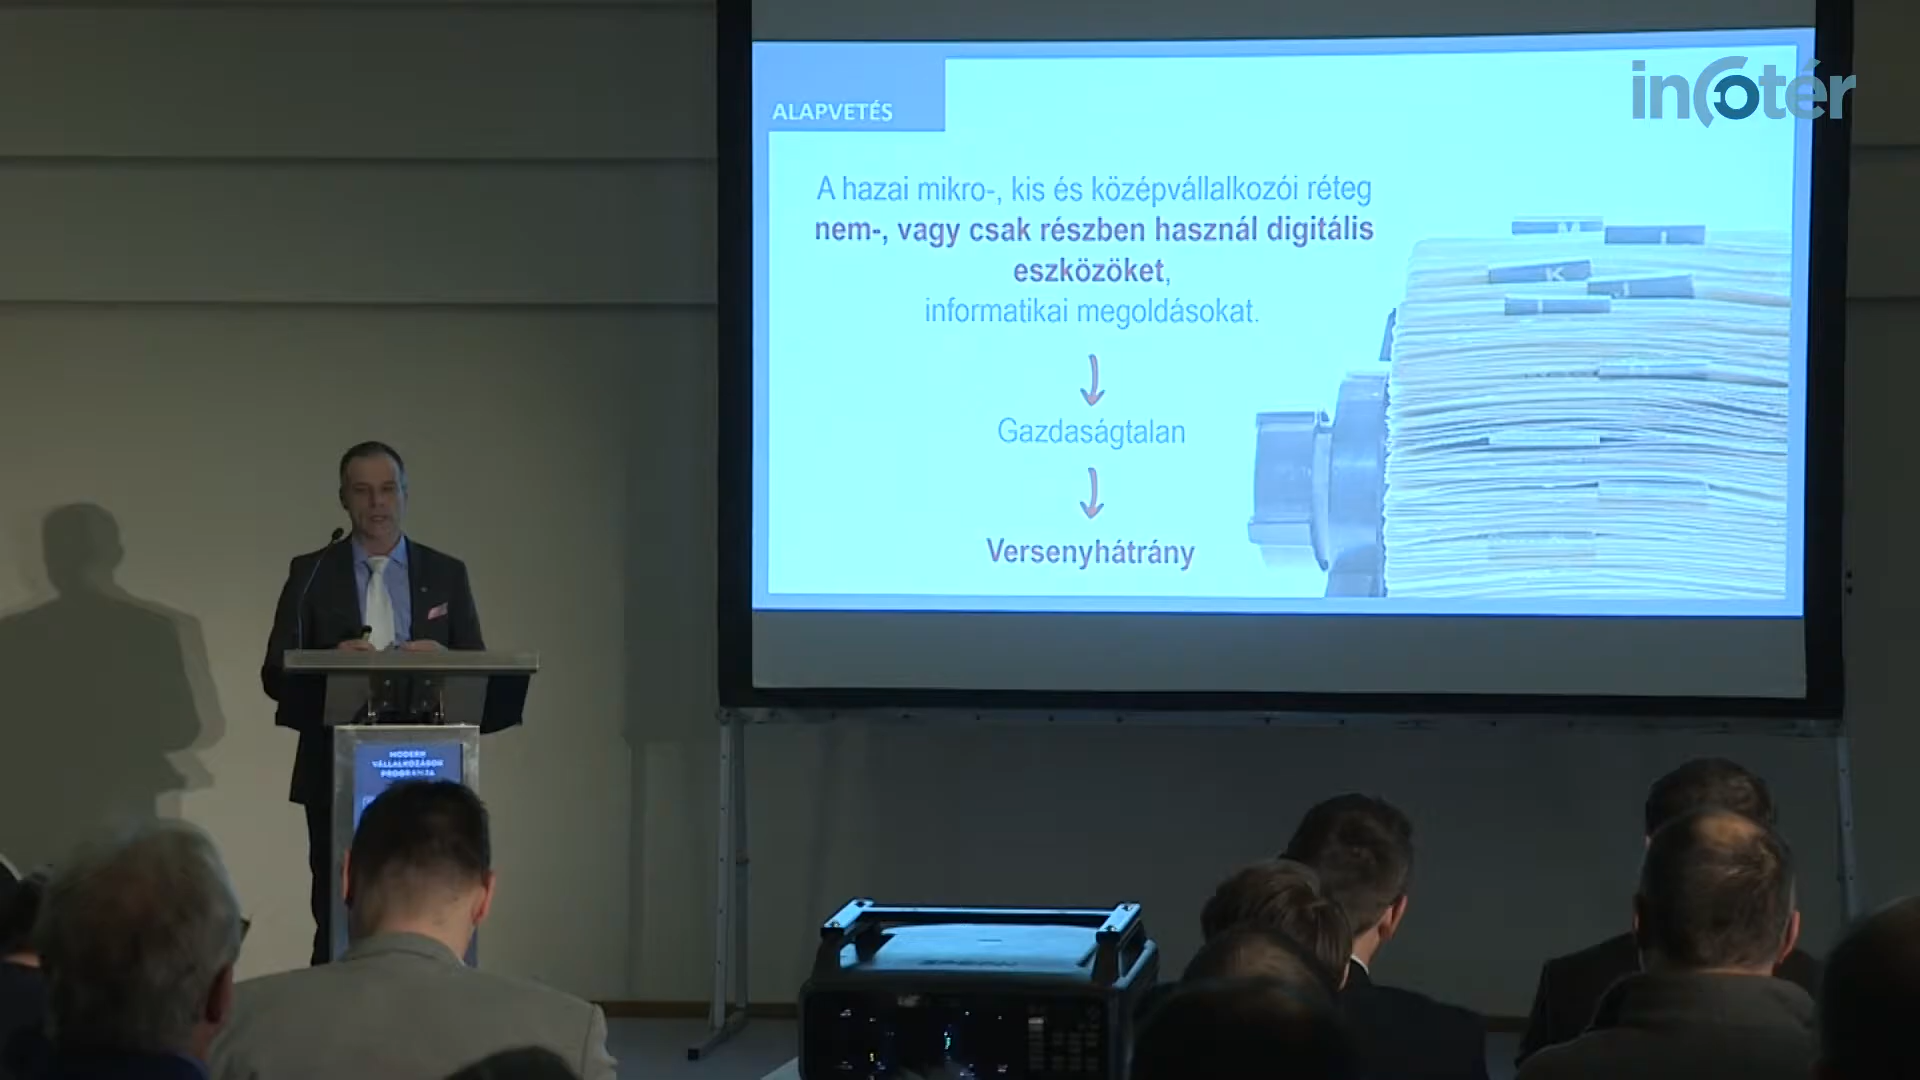 infotér
ALAPVETÉS
A hazai mikro-, kis és középvállalkozói réteg
nem-, vagy csak részben használ digitális
eszközöket,
informatikai megoldásokat.
Gazdaságtalan
Versenyhátrány
M
K
MODERN
VÁLLALKOZÁSOK
PROGRAMJA